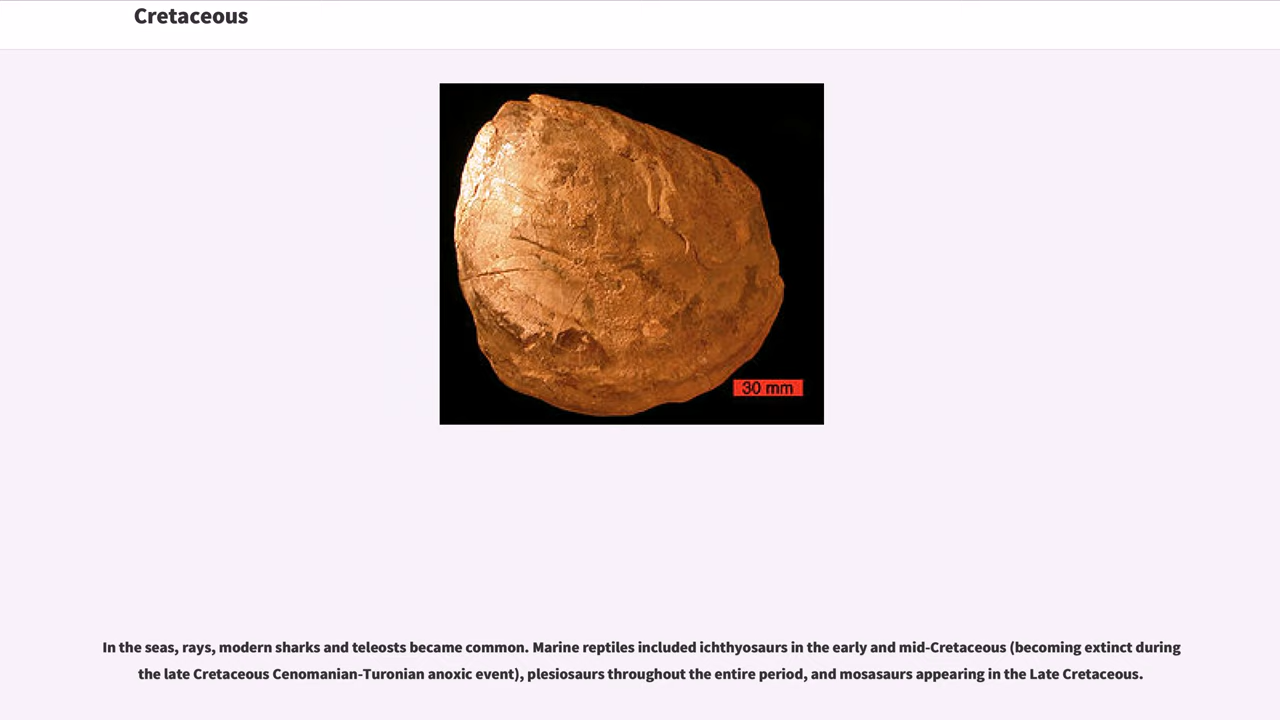 Cretaceous
30 mm
In the seas, rays, modern sharks and teleosts became common. Marine reptiles included ichthyosaurs in the early and mid-Cretaceous (becoming extinct during
the late Cretaceous Cenomanian-Turonian anoxic event), plesiosaurs throughout the entire period, and mosasaurs appearing in the Late Cretaceous.